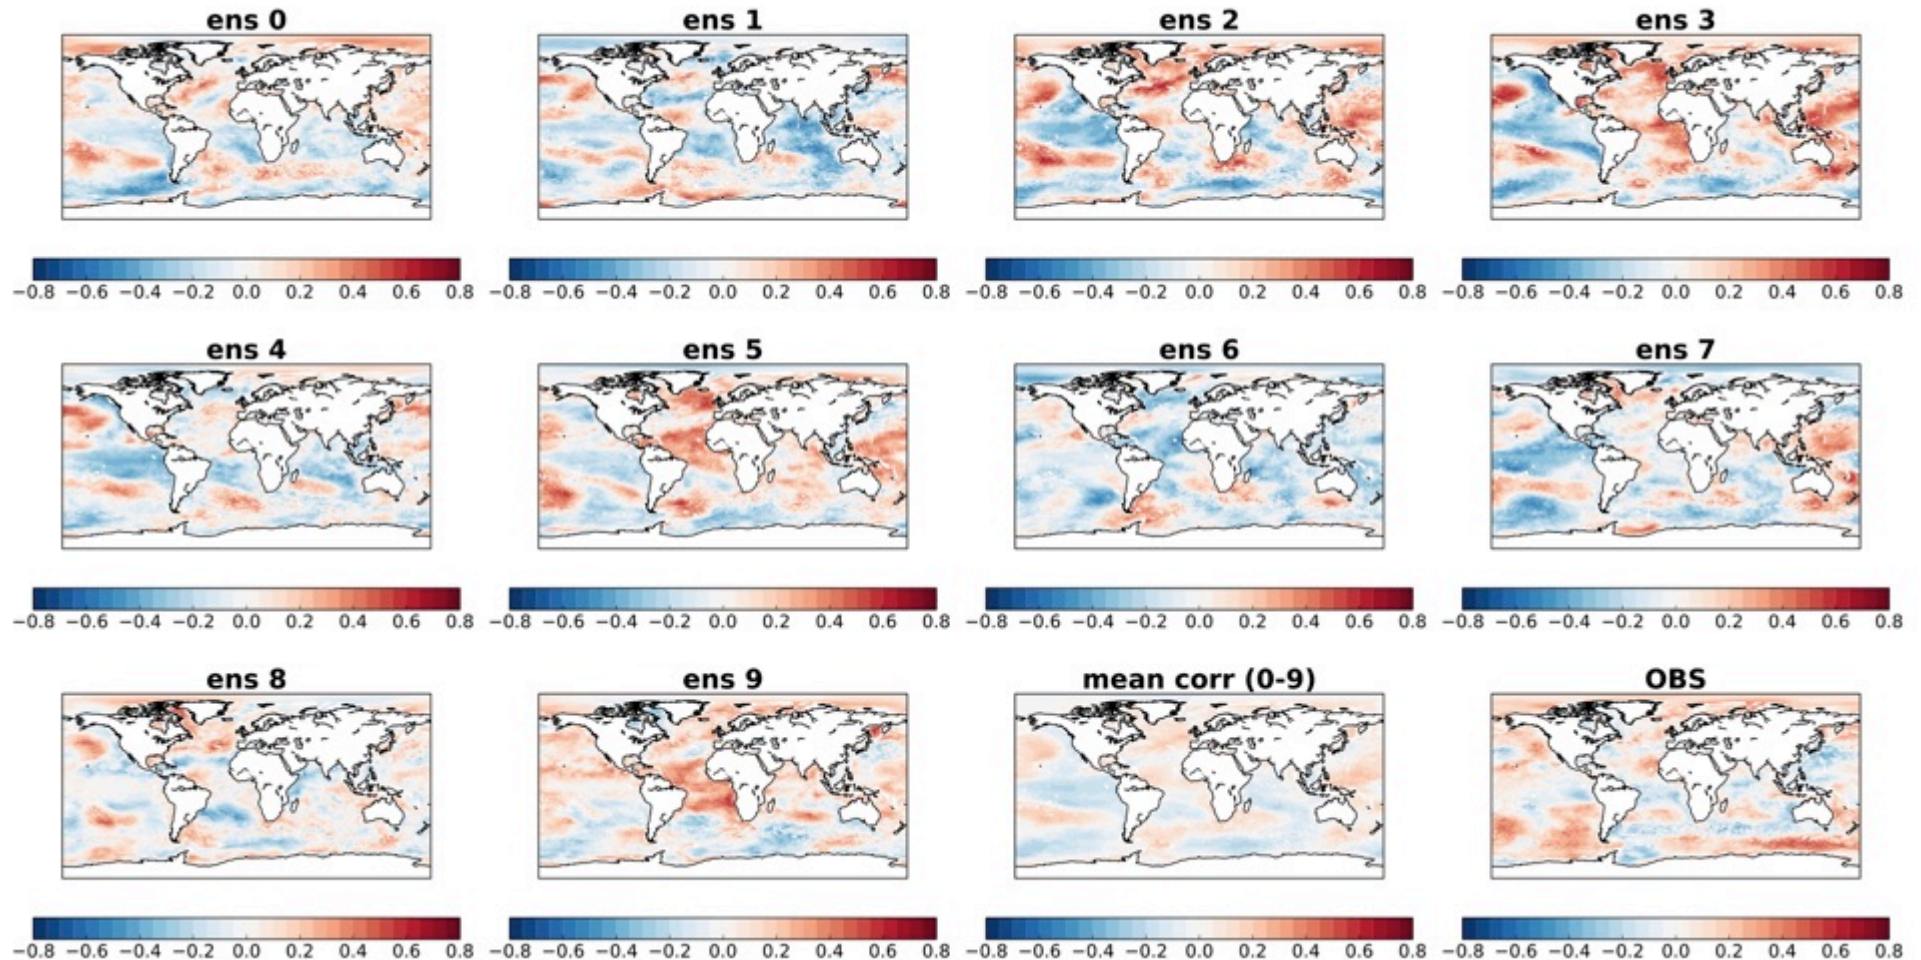 ens 0 ens 1 ens 2 ens 3
−0.8 −0.6 −0.4 −0.2 0.0 0.2 0.4 0.6 0.8 −0.8 −0.6 −0.4 −0.2 0.0 0.2 0.4 0.6 0.8 −0.8 −0.6 −0.4 −0.2 0.0 0.2 0.4 0.6 0.8 −0.8 −0.6 −0.4 −0.2 0.0 0.2 0.4 0.6 0.8
ens 4 ens 5 ens 6 ens 7
−0.8 −0.6 −0.4 −0.2 0.0 0.2 0.4 0.6 0.8 −0.8 −0.6 −0.4 −0.2 0.0 0.2 0.4 0.6 0.8 −0.8 −0.6 −0.4 −0.2 0.0 0.2 0.4 0.6 0.8 −0.8 −0.6 −0.4 −0.2 0.0 0.2 0.4 0.6 0.8
ens 8 ens 9 mean corr (0-9) OBS
−0.8 −0.6 −0.4 −0.2 0.0 0.2 0.4 0.6 0.8 −0.8 −0.6 −0.4 −0.2 0.0 0.2 0.4 0.6 0.8 −0.8 −0.6 −0.4 −0.2 0.0 0.2 0.4 0.6 0.8 −0.8 −0.6 −0.4 −0.2 0.0 0.2 0.4 0.6 0.8